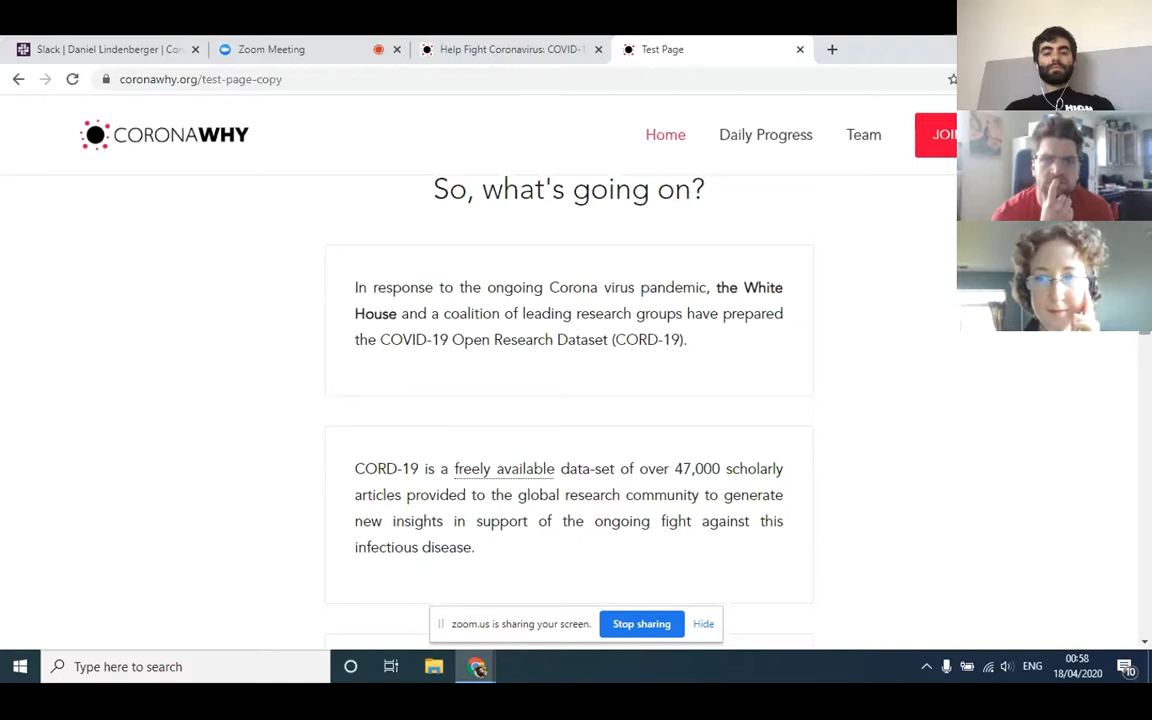 Slack | Daniel Lindenberger | Cor
Zoom Meeting
Help Fight Coronavirus: COVID-1
Test Page
coronawhy.org/test-page-copy
CORONAWHY
Home
Daily Progress
Team
JOI
So, what's going on?
In response to the ongoing Corona virus pandemic, the White
House and a coalition of leading research groups have prepared
the COVID-19 Open Research Dataset (CORD-19).
CORD-19 is a freely available data-set of over 47,000 scholarly
articles provided to the global research community to generate
new insights in support of the ongoing fight against this
infectious disease.
zoom.us is sharing your screen.
Stop sharing
Hide
Type here to search
ENG
00:58
18/04/2020
10